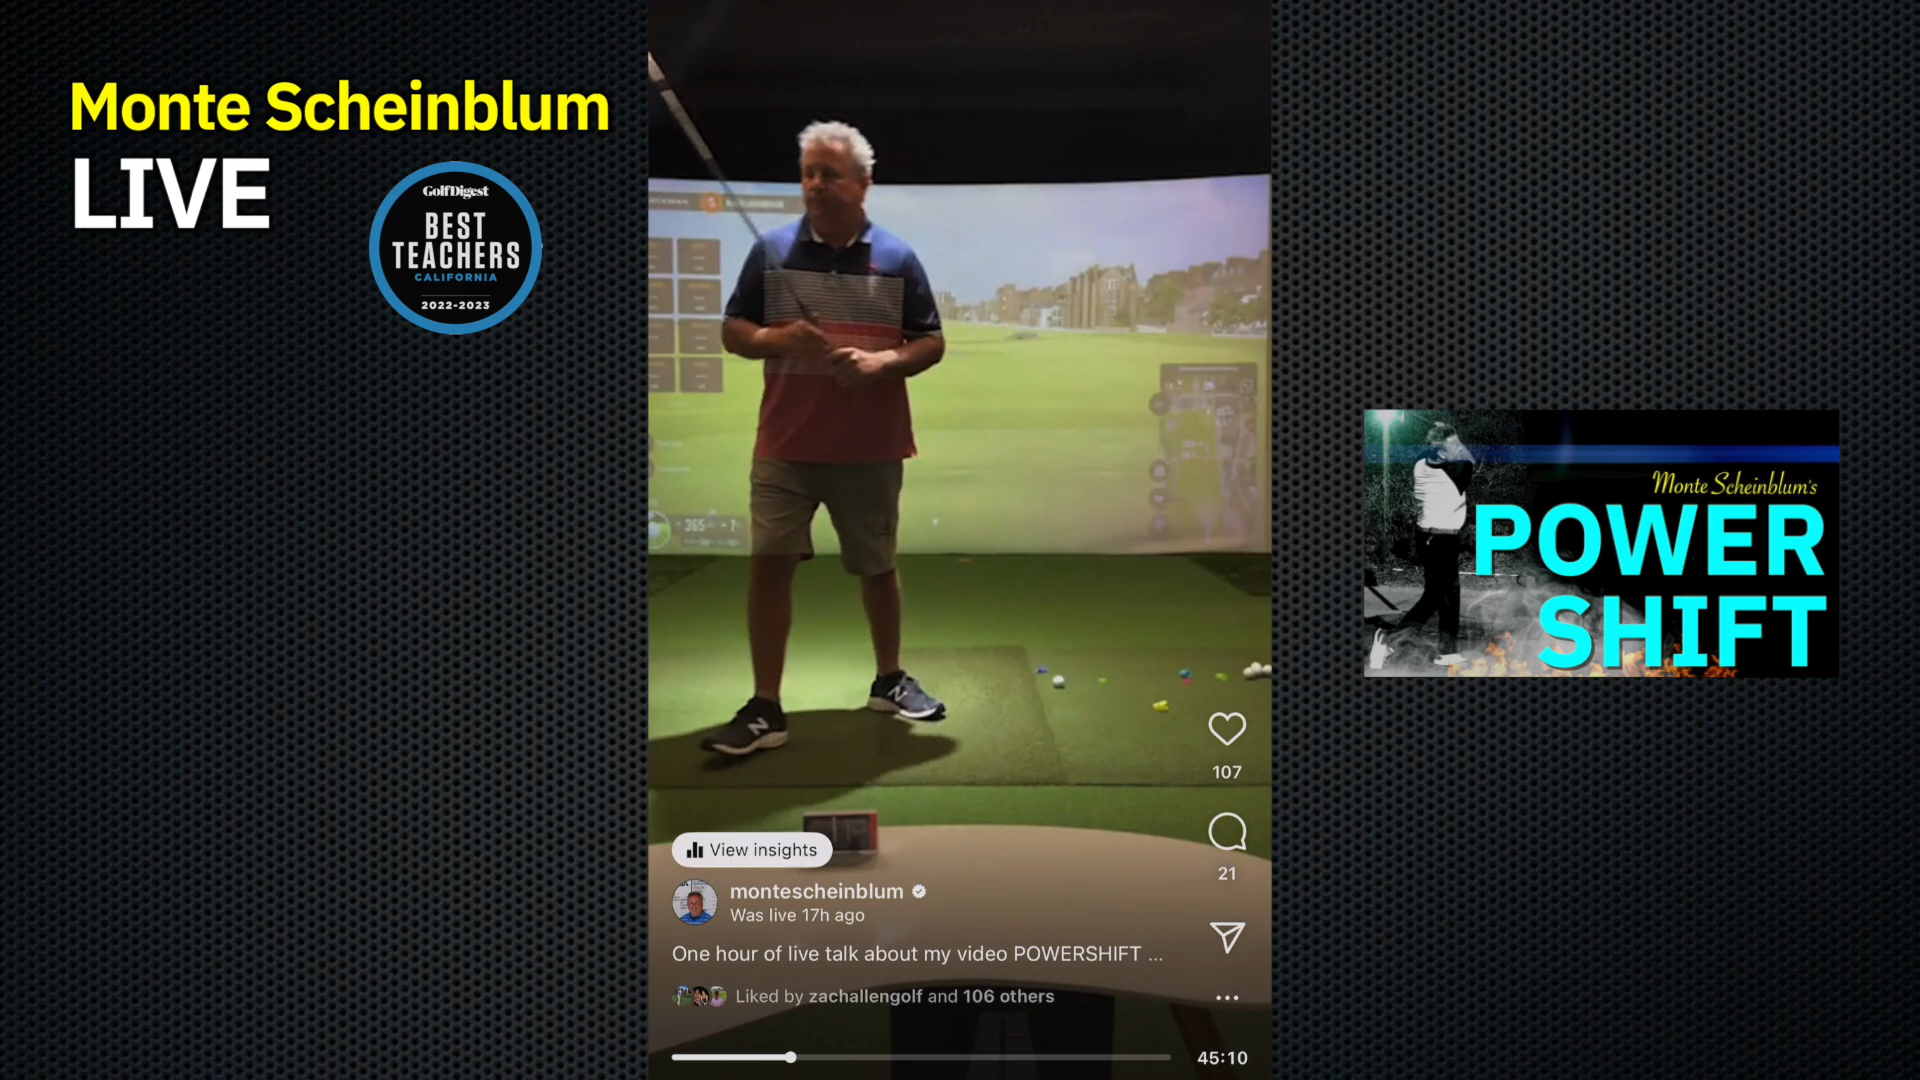 Monte Scheinblum
LIVE
GolfDigest
BEST
TEACHERS
CALIFORNIA
2022-2023
365
7
N
N
107
View insights
21
montescheinblum
Was live 17h ago
One hour of live talk about my video POWERSHIFT ...
Liked by zachallengolf and 106 others
45:10
Monte Scheinblum's
POWER
SHIFT